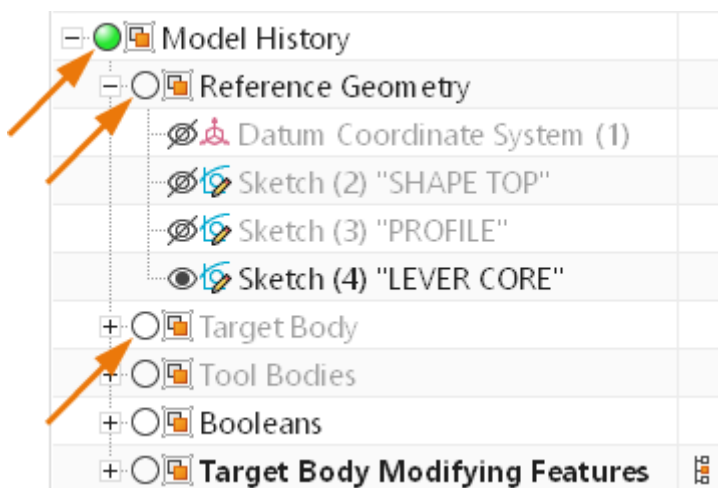 Model History
Reference Geometry
Datum Coordinate System (1)
Sketch (2) "SHAPE TOP"
Sketch (3) "PROFILE"
Sketch (4) "LEVER CORE"
Target Body
Tool Bodies
Booleans
Target Body Modifying Features